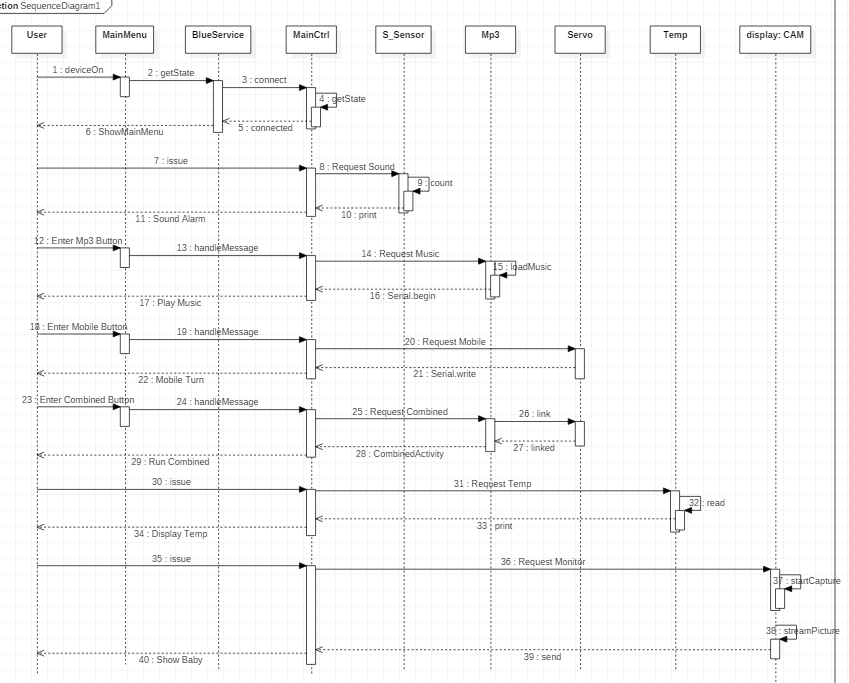 ction SequenceDiagram1
User
MainMenu
BlueService
MainCtrl
S_Sensor
Mp3
Servo
Temp
display: CAM
1 : deviceOn
2 : getState
3 : connect
4 : getState
5 : connected
6 : ShowMainMenu
7 : issue
8 : Request Sound
9 : count
10 : print
11 : Sound Alarm
12 : Enter Mp3 Button
13 : handleMessage
14 : Request Music
15 : loadMusic
16 : Serial.begin
17 : Play Music
18 : Enter Mobile Button
19 : handleMessage
20 : Request Mobile
21 : Serial.write
22 : Mobile Turn
23 : Enter Combined Button
24 : handleMessage
25 : Request Combined
26 : link
27 : linked
28 : CombinedActivity
29 : Run Combined
30 : issue
31 : Request Temp
32 : read
33 : print
34 : Display Temp
35 : issue
36 : Request Monitor
37 : startCapture
38 : streamPicture
39 : send
40 : Show Baby